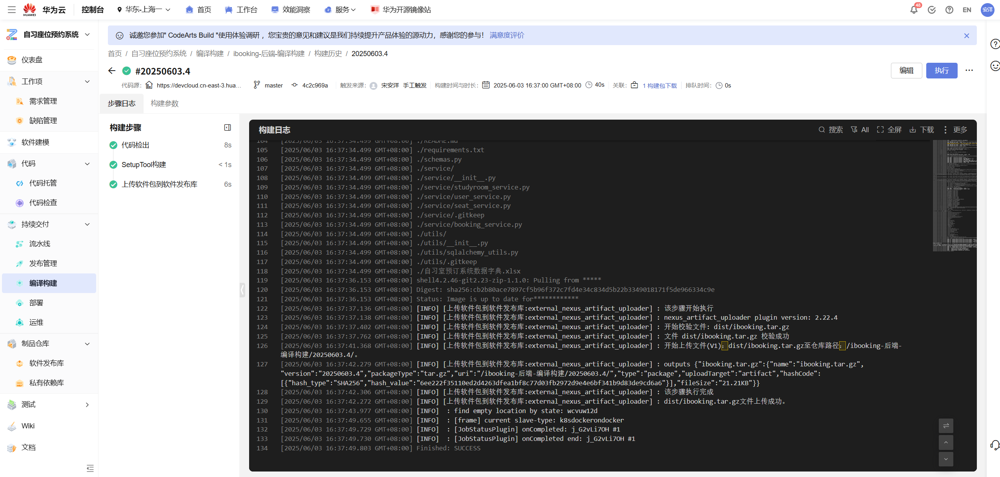 HUAWEI 华为云 控制台 华东-上海一 首页 工作台 效能洞察 服务 华为开源镜像站 48 EN 安洋
自习座位预约系统
仪表盘
工作项
需求管理
缺陷管理
软件建模
代码
代码托管
代码检查
持续交付
流水线
发布管理
编译构建
部署
运维
制品仓库
软件发布库
私有依赖库
测试
Wiki
文档
诚邀您参加" CodeArts Build "使用体验调研 ，您宝贵的意见和建议是我们持续提升产品体验的源动力，感谢您的参与！ 满意度评价
首页 / 自习座位预约系统 / 编译构建 / ibooking-后端-编译构建 / 构建历史 / 20250603.4
#20250603.4
编辑 执行 ···
代码源： https://devcloud.cn-east-3.hua... master 4c2c969a 触发来源： 宋安洋 手工触发 构建时间与时长： 2025-06-03 16:37:00 GMT+08:00 40s 关联： 1 构建包下载 排队时间： 0s
步骤日志 构建参数
构建步骤
代码检出 8s
SetupTool构建 < 1s
上传软件包到软件发布库 6s
构建日志 搜索 All 全屏 下载 更多
104 [2025/06/03 16:37:34.499 GMT+08:00] ./README.md
105 [2025/06/03 16:37:34.499 GMT+08:00] ./requirements.txt
106 [2025/06/03 16:37:34.499 GMT+08:00] ./schemas.py
107 [2025/06/03 16:37:34.499 GMT+08:00] ./service/
108 [2025/06/03 16:37:34.499 GMT+08:00] ./service/__init__.py
109 [2025/06/03 16:37:34.499 GMT+08:00] ./service/studyroom_service.py
110 [2025/06/03 16:37:34.499 GMT+08:00] ./service/user_service.py
111 [2025/06/03 16:37:34.499 GMT+08:00] ./service/seat_service.py
112 [2025/06/03 16:37:34.499 GMT+08:00] ./service/.gitkeep
113 [2025/06/03 16:37:34.499 GMT+08:00] ./service/booking_service.py
114 [2025/06/03 16:37:34.499 GMT+08:00] ./utils/
115 [2025/06/03 16:37:34.499 GMT+08:00] ./utils/__init__.py
116 [2025/06/03 16:37:34.499 GMT+08:00] ./utils/sqlalchemy_utils.py
117 [2025/06/03 16:37:34.499 GMT+08:00] ./utils/.gitkeep
118 [2025/06/03 16:37:34.499 GMT+08:00] ./自习室预订系统数据字典.xlsx
119 [2025/06/03 16:37:36.153 GMT+08:00] shell4.2.46-git2.23-zip-1.1.0: Pulling from *****
120 [2025/06/03 16:37:36.153 GMT+08:00] Digest: sha256:cb2b80ace7897cf5b96f372c7fd4e34c834d5b22b3349018171f5de966334c9e
121 [2025/06/03 16:37:36.153 GMT+08:00] Status: Image is up to date for************
122 [2025/06/03 16:37:37.136 GMT+08:00] [INFO] [上传软件包到软件发布库:external_nexus_artifact_uploader] : 该步骤开始执行
123 [2025/06/03 16:37:37.138 GMT+08:00] [INFO] [上传软件包到软件发布库:external_nexus_artifact_uploader] : nexus_artifact_uploader plugin version: 2.22.4
124 [2025/06/03 16:37:37.402 GMT+08:00] [INFO] [上传软件包到软件发布库:external_nexus_artifact_uploader] : 开始校验文件: dist/ibooking.tar.gz
125 [2025/06/03 16:37:37.762 GMT+08:00] [INFO] [上传软件包到软件发布库:external_nexus_artifact_uploader] : 文件 dist/ibooking.tar.gz 校验成功
126 [2025/06/03 16:37:41.368 GMT+08:00] [INFO] [上传软件包到软件发布库:external_nexus_artifact_uploader] : 开始上传文件(V1)：dist/ibooking.tar.gz至仓库路径：/ibooking-后端-
编译构建/20250603.4/。
127 [2025/06/03 16:37:42.279 GMT+08:00] [INFO] [上传软件包到软件发布库:external_nexus_artifact_uploader] : outputs {"ibooking.tar.gz":{"name":"ibooking.tar.gz",
"version":"20250603.4","packageType":"tar.gz","uri":"/ibooking-后端-编译构建/20250603.4/","type":"package","uploadTarget":"artifact","hashCode":
[{"hash_type":"SHA256","hash_value":"6ee222f35110ed2d4263dfea1bf8c77d03fb2972d9e4e6bf341b9d83de9cd6a6"}],"fileSize":"21.21KB"}}
128 [2025/06/03 16:37:42.306 GMT+08:00] [INFO] [上传软件包到软件发布库:external_nexus_artifact_uploader] : 该步骤执行完成
129 [2025/06/03 16:37:42.272 GMT+08:00] [INFO] [上传软件包到软件发布库:external_nexus_artifact_uploader] : dist/ibooking.tar.gz文件上传成功。
130 [2025/06/03 16:37:43.977 GMT+08:00] [INFO]  : find empty location by state: wcvuw12d
131 [2025/06/03 16:37:49.655 GMT+08:00] [INFO]  : [frame] current slave-type: k8sdockerondocker
132 [2025/06/03 16:37:49.729 GMT+08:00] [INFO]  : [JobStatusPlugin] onCompleted: j_G2vLi7OH #1
133 [2025/06/03 16:37:49.730 GMT+08:00] [INFO]  : [JobStatusPlugin] onCompleted end: j_G2vLi7OH #1
134 [2025/06/03 16:37:49.803 GMT+08:00] Finished: SUCCESS